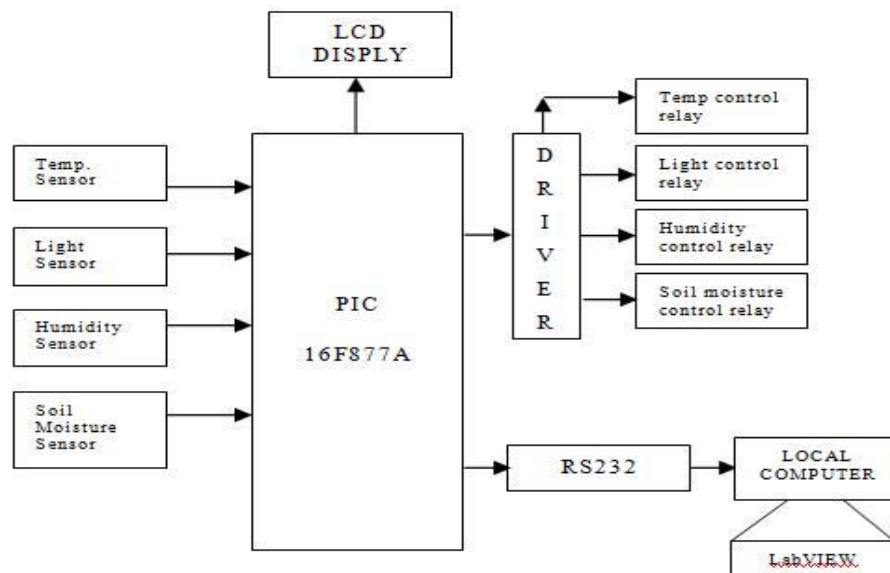 LCD
DISPLY
Temp.
Sensor
Light
Sensor
Humidity
Sensor
Soil
Moisture
Sensor
PIC
16F877A
D
R
I
V
E
R
Temp control
relay
Light control
relay
Humidity
control relay
Soil moisture
control relay
RS232
LOCAL
COMPUTER
LabVIEW